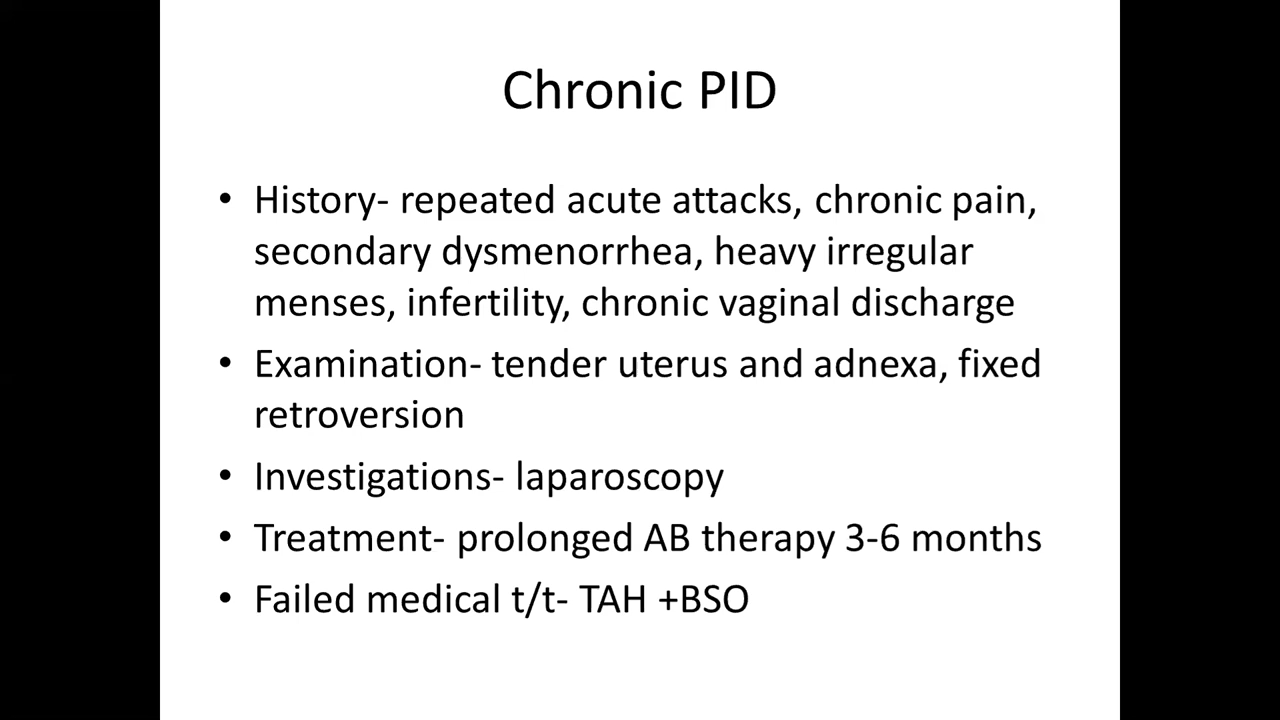 Chronic PID
• History- repeated acute attacks, chronic pain,
secondary dysmenorrhea, heavy irregular
menses, infertility, chronic vaginal discharge
• Examination- tender uterus and adnexa, fixed
retroversion
• Investigations- laparoscopy
• Treatment- prolonged AB therapy 3-6 months
• Failed medical t/t- TAH +BSO